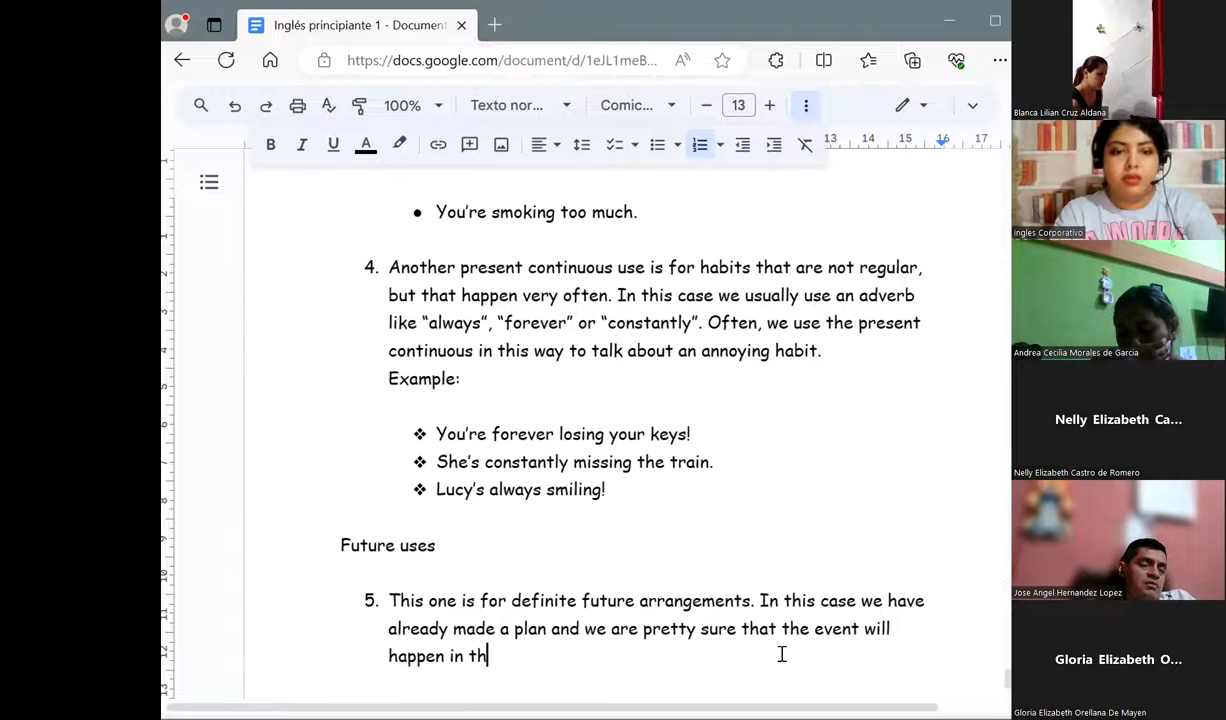 Inglés principiante 1 - Document
https://docs.google.com/document/d/1eJL1meB...
100%
Texto nor...
Comic...
13
13 14 15 16 17
You're smoking too much.
4. Another present continuous use is for habits that are not regular,
but that happen very often. In this case we usually use an adverb
like “always”, “forever” or “constantly”. Often, we use the present
continuous in this way to talk about an annoying habit.
Example:
You're forever losing your keys!
She's constantly missing the train.
Lucy's always smiling!
Future uses
5. This one is for definite future arrangements. In this case we have
already made a plan and we are pretty sure that the event will
happen in th
Blanca Lilian Cruz Aldana
Ingles Corporativo
Andrea Cecilia Morales de Garcia
Nelly Elizabeth Ca...
Nelly Elizabeth Castro de Romero
Jose Angel Hernandez Lopez
Gloria Elizabeth O...
Gloria Elizabeth Orellana De Mayen